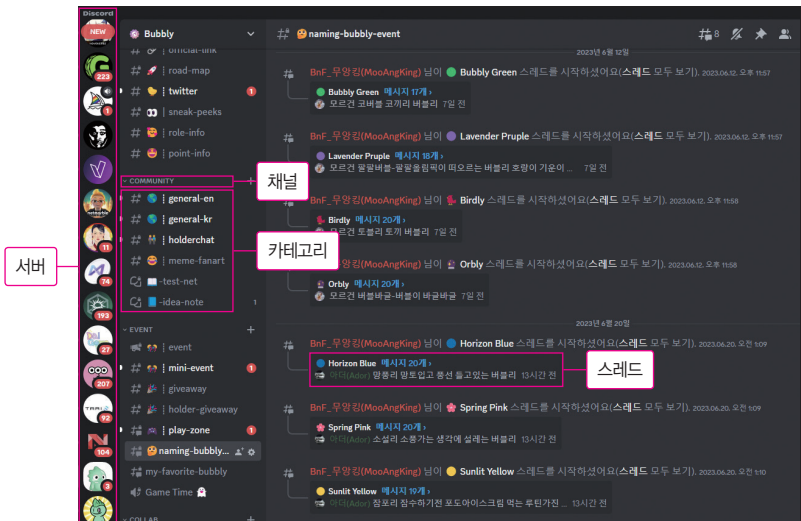 Discord
NEW
Bubbly
naming-bubbly-event
8
223
1
11
74
193
27
207
92
104
3
서버
official-link
road-map
twitter
1
sneak-peeks
role-info
point-info
COMMUNITY
채널
general-en
general-kr
holderchat
meme-fanart
-test-net
-idea-note
1
카테고리
EVENT
event
mini-event
1
giveaway
holder-giveaway
play-zone
1
naming-bubbly...
my-favorite-bubbly
Game Time
COLLAB
2023년 6월 12일
BnF_무앙킹(MooAngKing) 님이 Bubbly Green 스레드를 시작하셨어요(스레드 모두 보기). 2023.06.12. 오후 11:57
Bubbly Green 메시지 17개 ›
모르건 코버블 코끼리 버블리 7일 전
BnF_무앙킹(MooAngKing) 님이 Lavender Pruple 스레드를 시작하셨어요(스레드 모두 보기). 2023.06.12. 오후 11:57
Lavender Pruple 메시지 18개 ›
모르건 팔팔버블-팔팔올림픽이 떠오르는 버블리 호랑이 기운이 ... 7일 전
BnF_무앙킹(MooAngKing) 님이 Birdly 스레드를 시작하셨어요(스레드 모두 보기). 2023.06.12. 오후 11:58
Birdly 메시지 20개 ›
모르건 토블리 토끼 버블리 7일 전
BnF_무앙킹(MooAngKing) 님이 Orbly 스레드를 시작하셨어요(스레드 모두 보기). 2023.06.12. 오후 11:58
Orbly 메시지 20개 ›
모르건 버블바글-버블이 바글바글 7일 전
2023년 6월 20일
BnF_무앙킹(MooAngKing) 님이 Horizon Blue 스레드를 시작하셨어요(스레드 모두 보기). 2023.06.20. 오전 1:09
Horizon Blue 메시지 20개 ›
아더(Ader) 망풍리 망토입고 풍선 들고있는 버블리 13시간 전
스레드
BnF_무앙킹(MooAngKing) 님이 Spring Pink 스레드를 시작하셨어요(스레드 모두 보기). 2023.06.20. 오전 1:09
Spring Pink 메시지 20개 ›
아더(Ader) 소설리 소풍가는 생각에 설레는 버블리 13시간 전
BnF_무앙킹(MooAngKing) 님이 Sunlit Yellow 스레드를 시작하셨어요(스레드 모두 보기). 2023.06.20. 오전 1:10
Sunlit Yellow 메시지 19개 ›
아더(Ader) 잠포리 잠수하기전 포도아이스크림 먹는 루틴가진 ... 13시간 전